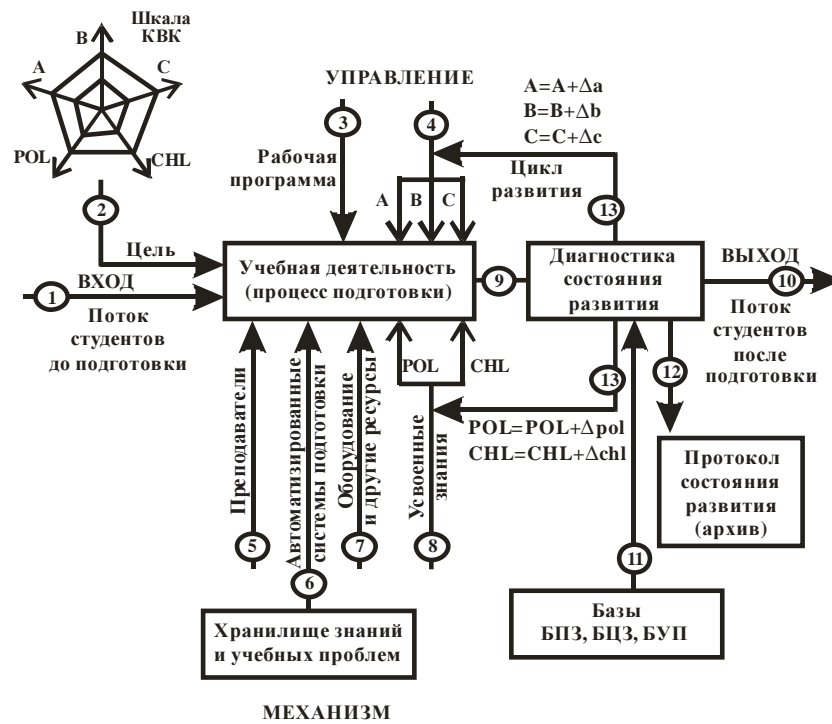 Шкала
КВК
B
A
C
POL
CHL
2
Цель
1
ВХОД
Поток
студентов
до подготовки
УПРАВЛЕНИЕ
3
4
Рабочая
программа
A
B
C
A=A+Δa
B=B+Δb
C=C+Δc
Цикл
развития
13
Учебная деятельность
(процесс подготовки)
9
Диагностика
состояния
развития
ВЫХОД
10
Поток
студентов
после
подготовки
POL
CHL
13
12
POL=POL+Δpol
CHL=CHL+Δchl
Преподаватели
Автоматизированные
системы подготовки
Оборудование
и другие ресурсы
Усвоенные
знания
5
6
7
8
11
Протокол
состояния
развития
(архив)
Хранилище знаний
и учебных проблем
Базы
БПЗ, БЦЗ, БУП
МЕХАНИЗМ